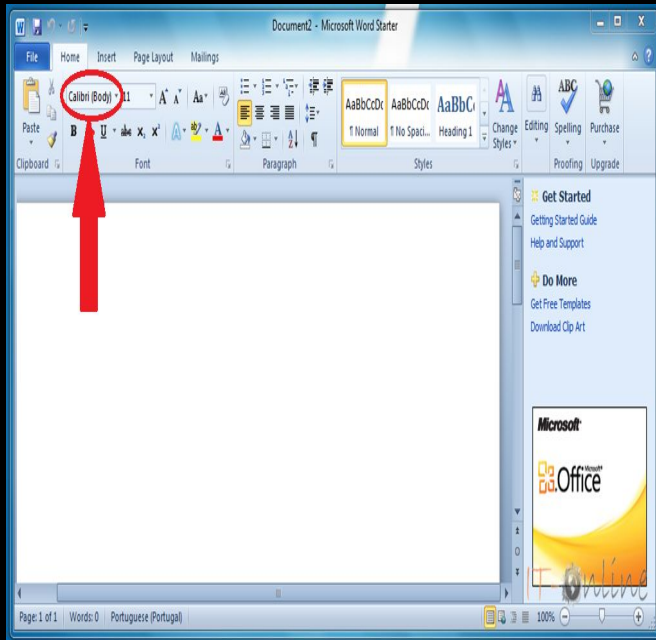 Document2 - Microsoft Word Starter
File Home Insert Page Layout Mailings
Calibri (Body) 11 A A Aa
Paste B U abe x, x² A ab A
AaBbCcDc AaBbCcDc AaBbC
¶ Normal ¶ No Spaci... Heading 1
A Change Styles
Editing
ABC Spelling
Purchase
Clipboard Font Paragraph Styles Proofing Upgrade
Get Started
Getting Started Guide
Help and Support
Do More
Get Free Templates
Download Clip Art
Microsoft
Office Microsoft
IT-Online
Page: 1 of 1 Words: 0 Portuguese (Portugal) 100%